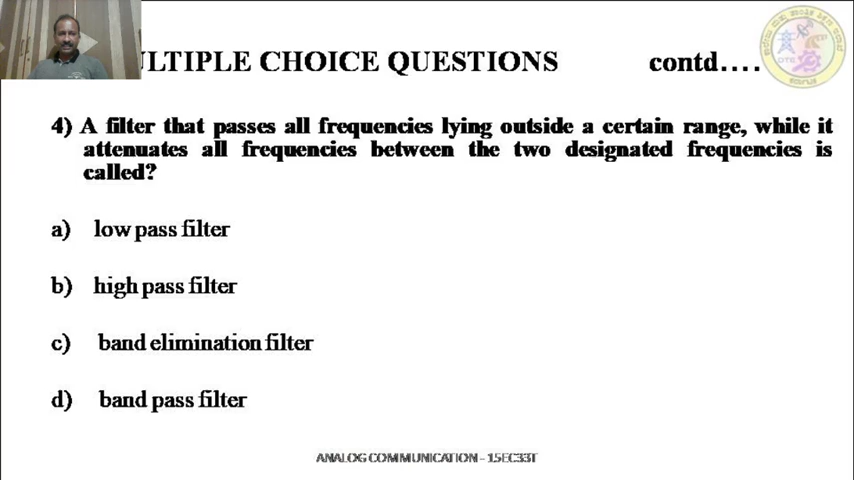 ULTIPLE CHOICE QUESTIONS contd....
4) A filter that passes all frequencies lying outside a certain range, while it
attenuates all frequencies between the two designated frequencies is
called?
a) low pass filter
b) high pass filter
c) band elimination filter
d) band pass filter
ANALOG COMMUNICATION – 15EC33T